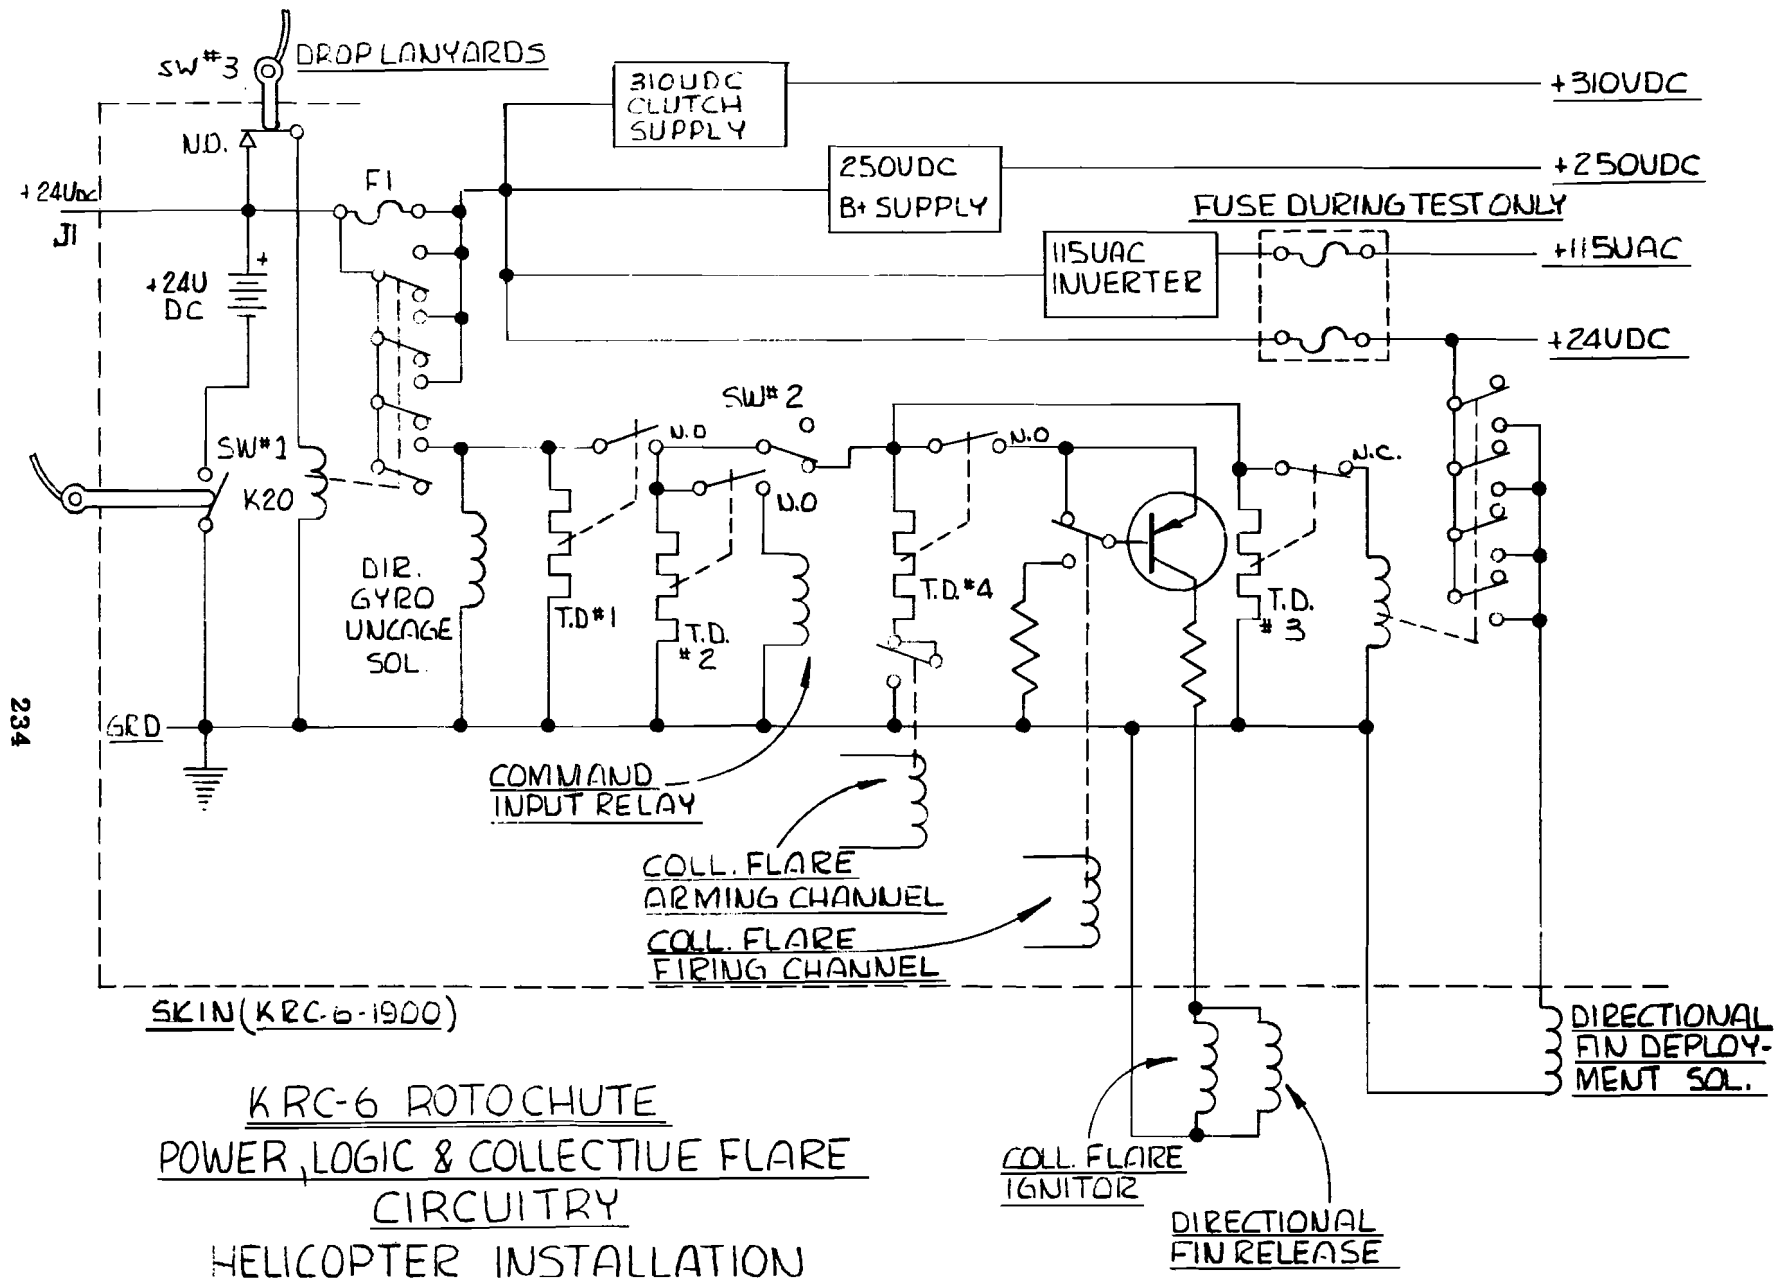 SW#3
DROP LANYARDS
N.O.
+24VDC
J1
F1
310VDC
CLUTCH
SUPPLY
+310VDC
250VDC
B+ SUPPLY
+250VDC
FUSE DURING TEST ONLY
115VAC
INVERTER
+115VAC
+24VDC
+24V
DC
+
SW#1
K20
SW#2
N.O
N.O
N.O
N.C.
DIR.
GYRO
UNCAGE
SOL.
T.D#1
T.D.
#2
T.D.#4
T.D.
#3
GRD
COMMAND
INPUT RELAY
COLL. FLARE
ARMING CHANNEL
COLL. FLARE
FIRING CHANNEL
SKIN (KRC-6-1900)
DIRECTIONAL
FIN DEPLOY-
MENT SOL.
COLL. FLARE
IGNITOR
DIRECTIONAL
FIN RELEASE
KRC-6 ROTOCHUTE
POWER, LOGIC & COLLECTIVE FLARE
CIRCUITRY
HELICOPTER INSTALLATION
234